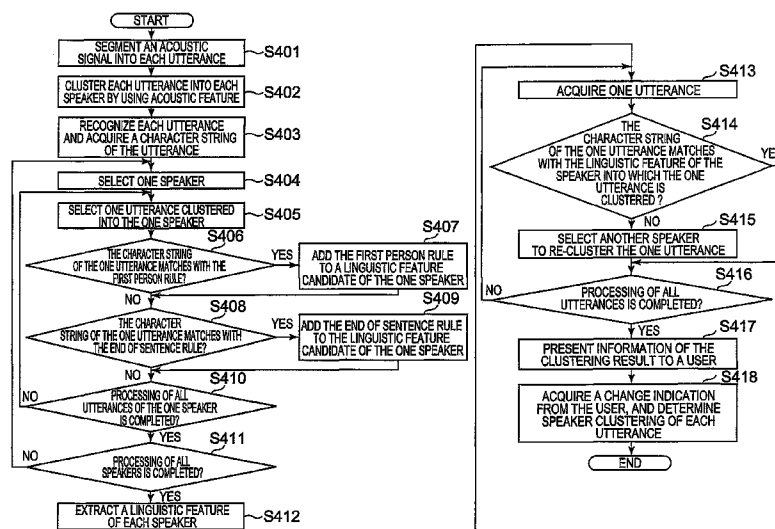 START
SEGMENT AN ACOUSTIC
SIGNAL INTO EACH UTTERANCE
S401
CLUSTER EACH UTTERANCE INTO EACH
SPEAKER BY USING ACOUSTIC FEATURE
S402
RECOGNIZE EACH UTTERANCE
AND ACQUIRE A CHARACTER STRING
OF THE UTTERANCE
S403
SELECT ONE SPEAKER
S404
SELECT ONE UTTERANCE CLUSTERED
INTO THE ONE SPEAKER
S405
S406
THE CHARACTER STRING
OF THE ONE UTTERANCE MATCHES WITH THE
FIRST PERSON RULE?
YES
NO
S407
ADD THE FIRST PERSON RULE
TO A LINGUISTIC FEATURE
CANDIDATE OF THE ONE SPEAKER
S408
THE CHARACTER
STRING OF THE ONE UTTERANCE MATCHES WITH
THE END OF SENTENCE RULE?
YES
NO
S409
ADD THE END OF SENTENCE RULE
TO THE LINGUISTIC FEATURE
CANDIDATE OF THE ONE SPEAKER
S410
PROCESSING OF ALL
UTTERANCES OF THE ONE SPEAKER
IS COMPLETED?
NO
YES
S411
PROCESSING OF ALL
SPEAKERS IS COMPLETED?
NO
YES
EXTRACT A LINGUISTIC FEATURE
OF EACH SPEAKER
S412
S413
ACQUIRE ONE UTTERANCE
S414
THE
CHARACTER STRING
OF THE ONE UTTERANCE MATCHES
WITH THE LINGUISTIC FEATURE OF THE
SPEAKER INTO WHICH THE ONE
UTTERANCE IS
CLUSTERED ?
YES
NO
S415
SELECT ANOTHER SPEAKER
TO RE-CLUSTER THE ONE UTTERANCE
S416
PROCESSING OF ALL
UTTERANCES IS COMPLETED?
NO
YES
S417
PRESENT INFORMATION OF THE
CLUSTERING RESULT TO A USER
S418
ACQUIRE A CHANGE INDICATION
FROM THE USER, AND DETERMINE
SPEAKER CLUSTERING OF EACH
UTTERANCE
END